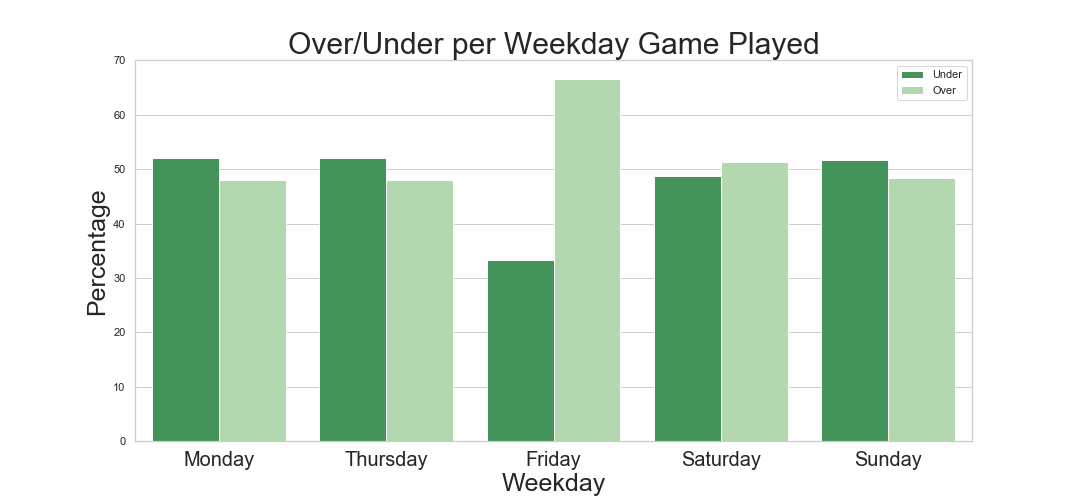 Over/Under per Weekday Game Played
Under
Over
70
60
50
40
30
20
10
0
Percentage
Monday Thursday Friday Saturday Sunday
Weekday